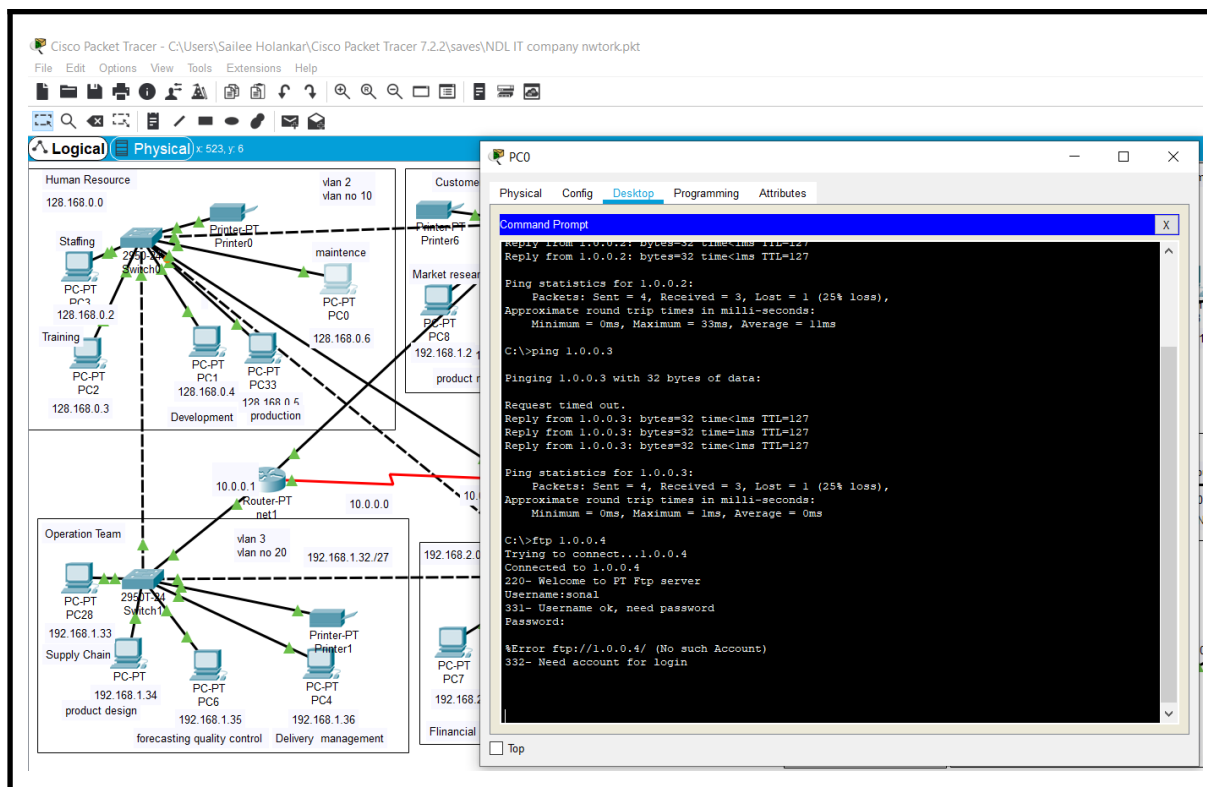 Cisco Packet Tracer - C:\Users\Sailee Holankar\Cisco Packet Tracer 7.2.2\saves\NDL IT company nwtork.pkt
File Edit Options View Tools Extensions Help
Logical Physical x: 523, y: 6
Human Resource
128.168.0.0
vlan 2
vlan no 10
Printer-PT
Printer0
Staffing
2950-24
Switch0
maintence
PC-PT
PC3
128.168.0.2
PC-PT
PC0
128.168.0.6
Training
PC-PT
PC2
128.168.0.3
PC-PT
PC1
128.168.0.4
PC-PT
PC33
128.168.0.5
Development production
Printer-PT
Printer6
PC-PT
PC8
192.168.1.2
10.0.0.1
Router-PT
net1
10.0.0.0
Operation Team
vlan 3
vlan no 20
192.168.1.32./27
PC-PT
PC28
192.168.1.33
2950T-24
Switch1
Printer-PT
Printer1
Supply Chain
PC-PT
192.168.1.34
product design
PC-PT
PC6
192.168.1.35
PC-PT
PC4
192.168.1.36
forecasting quality control Delivery management
PC-PT
PC7
Flinancial
PC0
Physical Config Desktop Programming Attributes
Command Prompt
X
Reply from 1.0.0.2: bytes=32 time<1ms TTL=127
Reply from 1.0.0.2: bytes=32 time<1ms TTL=127
Ping statistics for 1.0.0.2:
Packets: Sent = 4, Received = 3, Lost = 1 (25% loss),
Approximate round trip times in milli-seconds:
Minimum = 0ms, Maximum = 33ms, Average = 11ms
C:\>ping 1.0.0.3
Pinging 1.0.0.3 with 32 bytes of data:
Request timed out.
Reply from 1.0.0.3: bytes=32 time<1ms TTL=127
Reply from 1.0.0.3: bytes=32 time=1ms TTL=127
Reply from 1.0.0.3: bytes=32 time<1ms TTL=127
Ping statistics for 1.0.0.3:
Packets: Sent = 4, Received = 3, Lost = 1 (25% loss),
Approximate round trip times in milli-seconds:
Minimum = 0ms, Maximum = 1ms, Average = 0ms
C:\>ftp 1.0.0.4
Trying to connect...1.0.0.4
Connected to 1.0.0.4
220- Welcome to PT Ftp server
Username:sonal
331- Username ok, need password
Password:
%Error ftp://1.0.0.4/ (No such Account)
332- Need account for login
Top